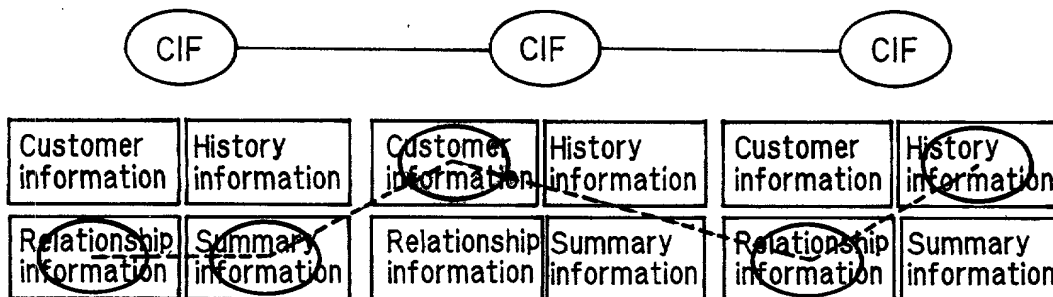 CIF CIF CIF
Customer information
History information
Customer information
History information
Customer information
History information
Relationship information
Summary information
Relationship information
Summary information
Relationship information
Summary information